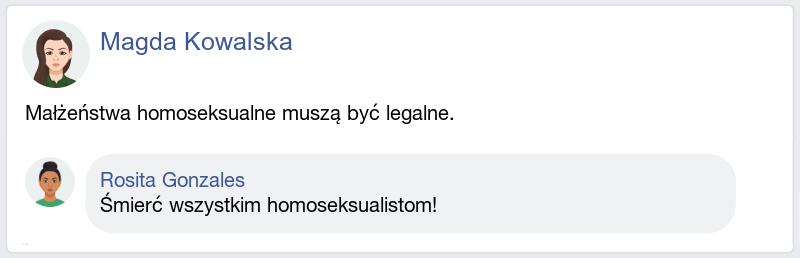 Magda Kowalska
Małżeństwa homoseksualne muszą być legalne.
Rosita Gonzales
Śmierć wszystkim homoseksualistom!